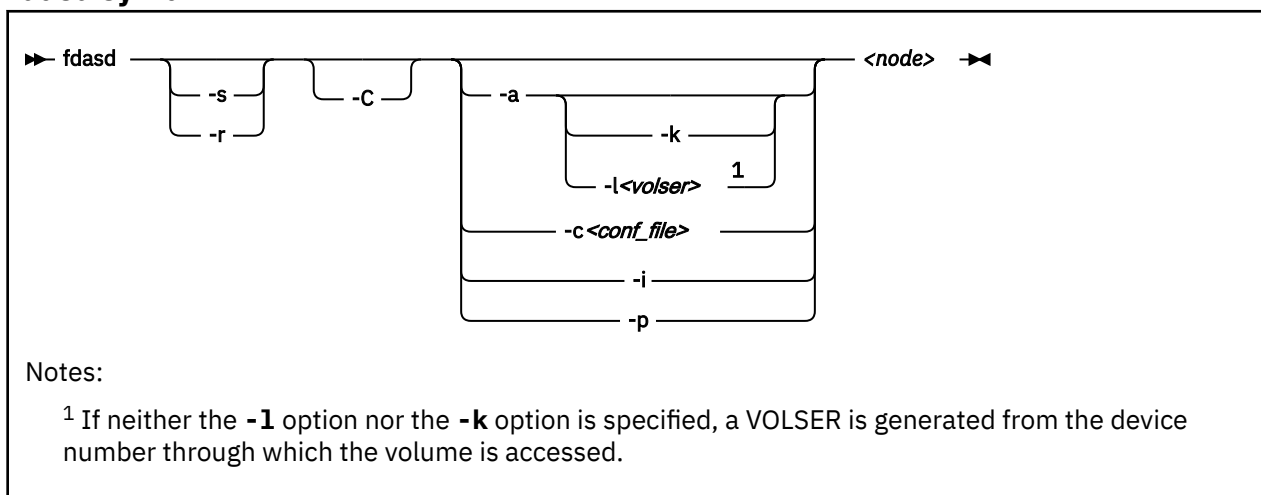 fdasd <node>
-s -C -a
-r -k
-l<volser> 1
-c<conf_file>
-i
-p
Notes:
1 If neither the -l option nor the -k option is specified, a VOLSER is generated from the device
number through which the volume is accessed.